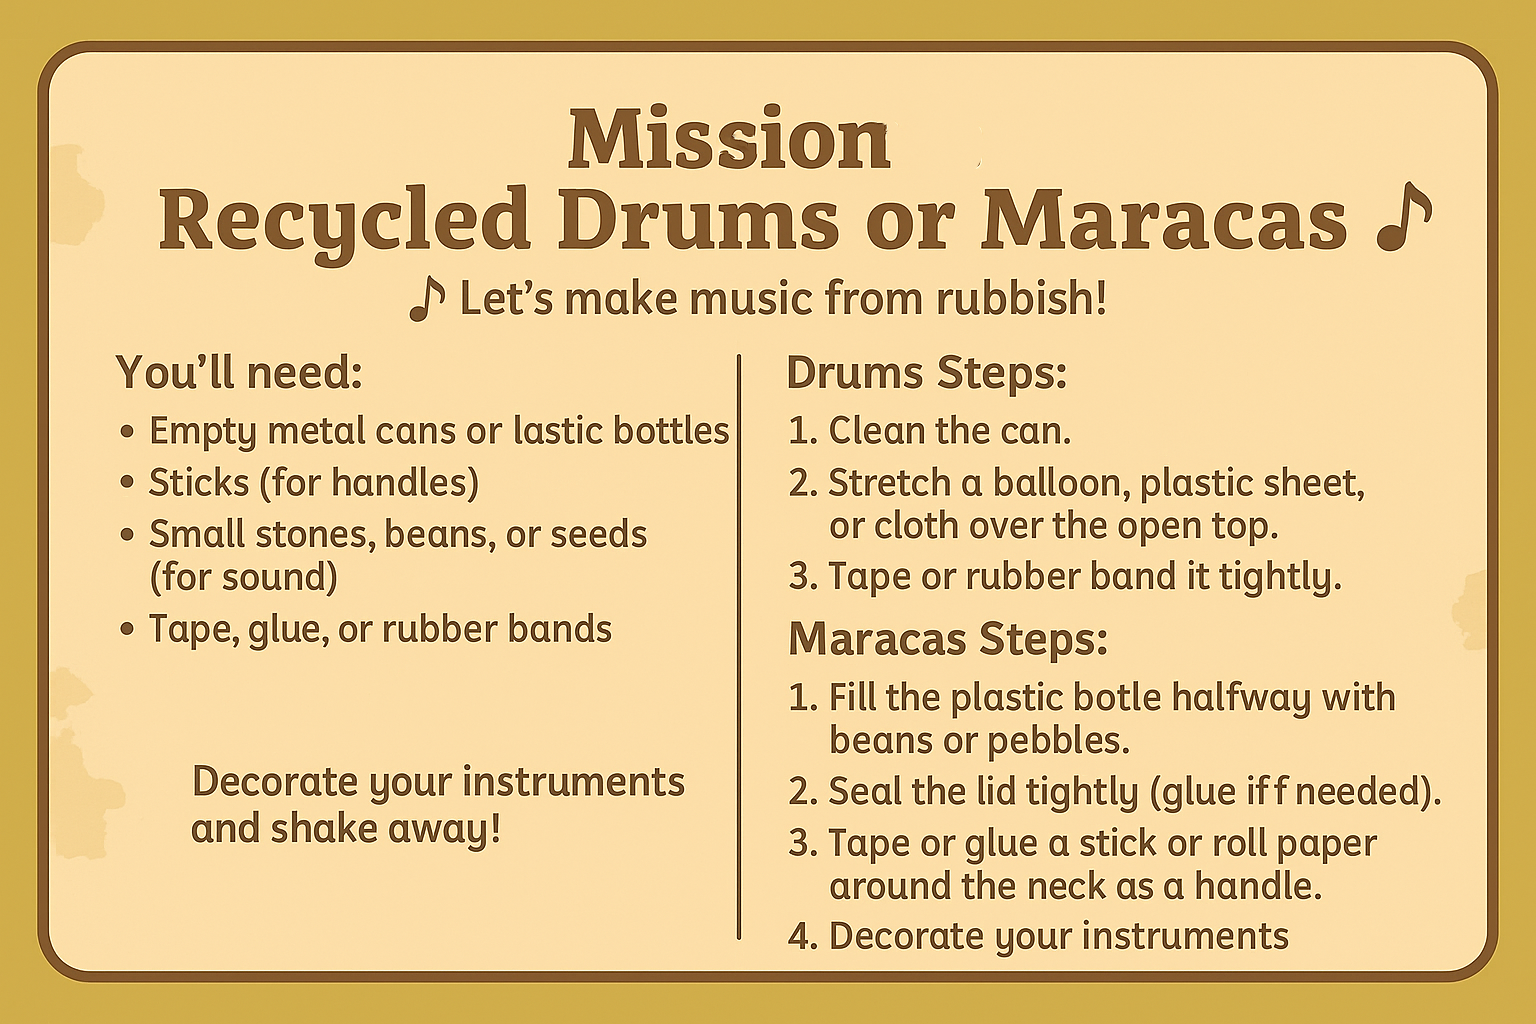 Mission
Recycled Drums or Maracas ♪
♪ Let's make music from rubbish!
You'll need:
• Empty metal cans or lastic bottles
• Sticks (for handles)
• Small stones, beans, or seeds
(for sound)
• Tape, glue, or rubber bands
Decorate your instruments
and shake away!
Drums Steps:
1. Clean the can.
2. Stretch a balloon, plastic sheet,
or cloth over the open top.
3. Tape or rubber band it tightly.
Maracas Steps:
1. Fill the plastic botle halfway with
beans or pebbles.
2. Seal the lid tightly (glue iff needed).
3. Tape or glue a stick or roll paper
around the neck as a handle.
4. Decorate your instruments